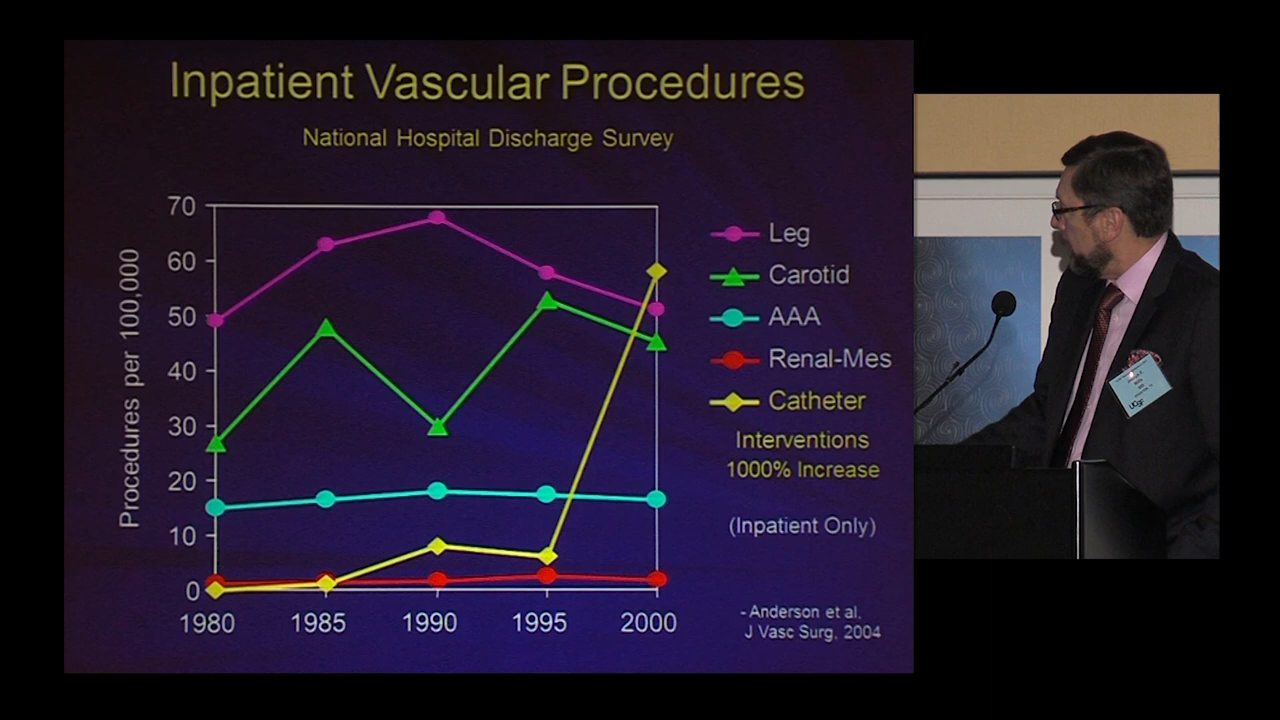 Inpatient Vascular Procedures
National Hospital Discharge Survey
Procedures per 100,000
70
60
50
40
30
20
10
0
1980 1985 1990 1995 2000
Leg
Carotid
AAA
Renal-Mes
Catheter
Interventions
1000% Increase
(Inpatient Only)
- Anderson et al,
J Vasc Surg, 2004
UCSF